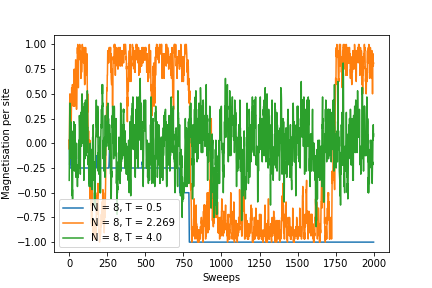 1.00
0.75
0.50
0.25
0.00
−0.25
−0.50
−0.75
−1.00
Magnetisation per site
N = 8, T = 0.5
N = 8, T = 2.269
N = 8, T = 4.0
0 250 500 750 1000 1250 1500 1750 2000
Sweeps